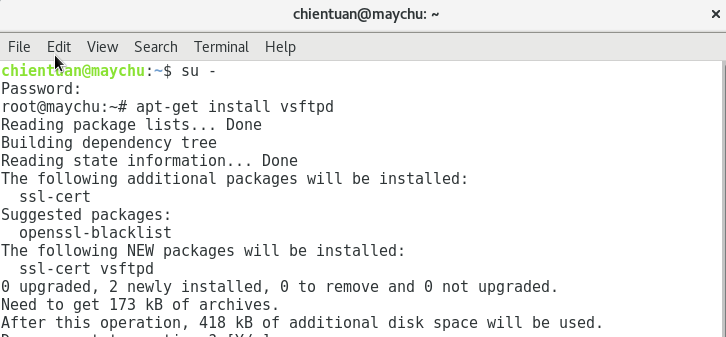 chientuan@maychu: ~
File Edit View Search Terminal Help
chientuan@maychu:~$ su -
Password:
root@maychu:~# apt-get install vsftpd
Reading package lists... Done
Building dependency tree
Reading state information... Done
The following additional packages will be installed:
  ssl-cert
Suggested packages:
  openssl-blacklist
The following NEW packages will be installed:
  ssl-cert vsftpd
0 upgraded, 2 newly installed, 0 to remove and 0 not upgraded.
Need to get 173 kB of archives.
After this operation, 418 kB of additional disk space will be used.